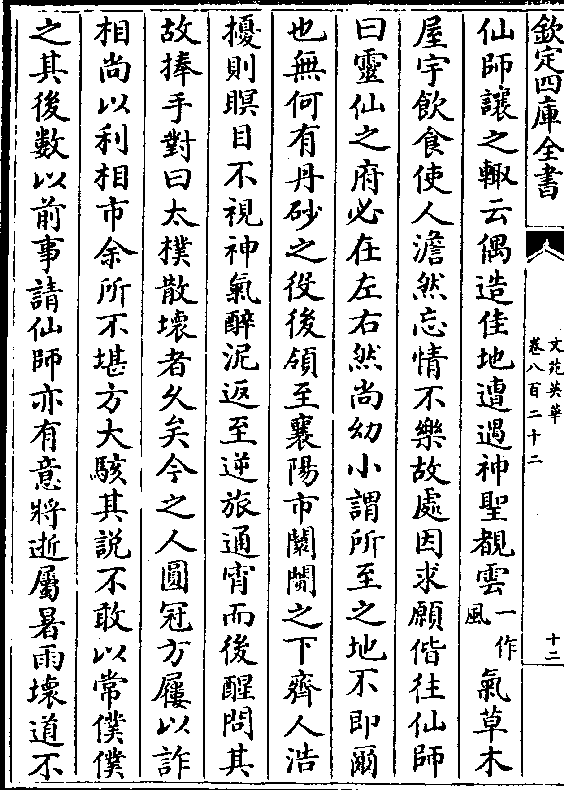 欽定四庫全書
文苑英華
卷八百二十二
十二
仙師讓之輙云偶造佳地遭遇神聖覩雲一作風氣草木
屋宇飲食使人澹然忘情不樂故處因求願偕往仙師
曰靈仙之府必在左右然尚幼小謂所至之地不即爾
也無何有丹砂之役後領至襄陽市闤闠之下齊人浩
擾則瞑目不視神氣醉泥返至逆旅通宵而後醒問其
故捧手對曰太撲散壞者乆矣今之人圓冠方屨以詐
相尚以利相市余所不堪方大駭其説不敢以常僕僕
之其後數以前事請仙師亦有意將逝屬暑雨壞道不